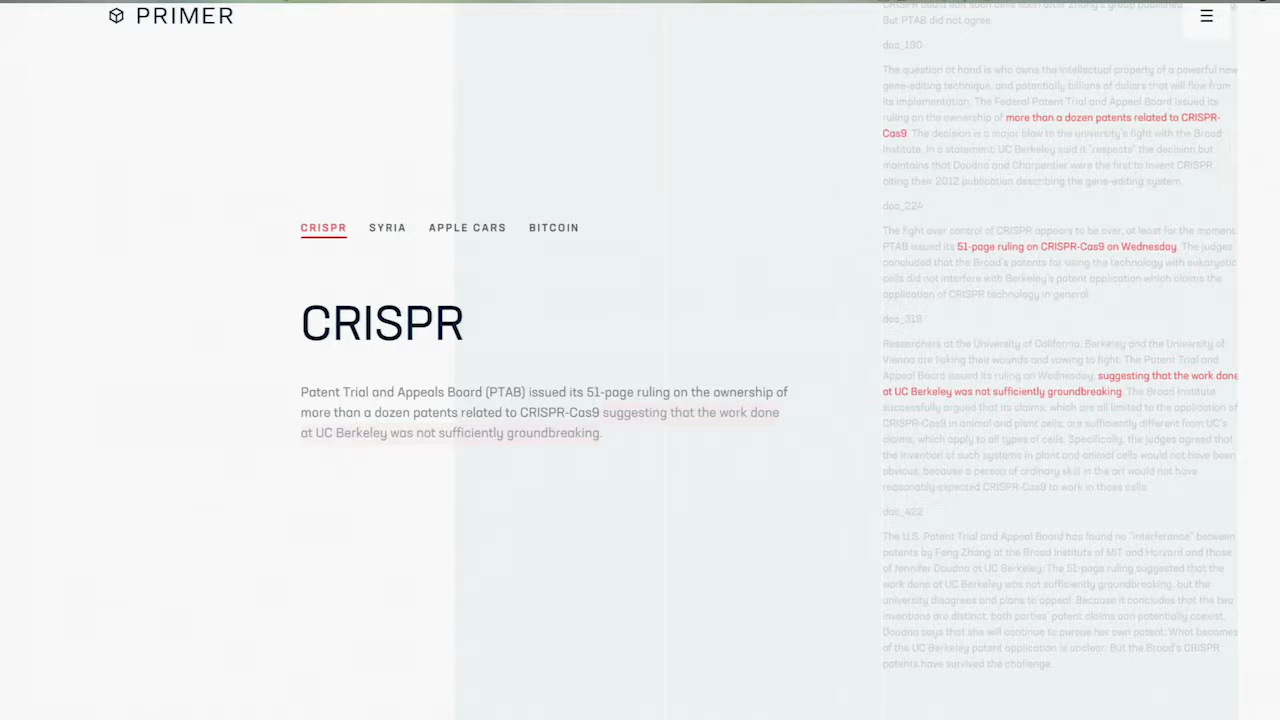 PRIMER
CRISPR SYRIA APPLE CARS BITCOIN
CRISPR
Patent Trial and Appeals Board (PTAB) issued its 51-page ruling on the ownership of
more than a dozen patents related to CRISPR-Cas9 suggesting that the work done
at UC Berkeley was not sufficiently groundbreaking.
But PTAB did not agree.
doc_190
The question at hand is who owns the intellectual property of a powerful new
gene-editing technique, and potentially billions of dollars that will flow from
its implementation. The Federal Patent Trial and Appeal Board issued its
ruling on the ownership of more than a dozen patents related to CRISPR-
Cas9. The decision is a major blow to the university's fight with the Broad
Institute. In a statement, UC Berkeley said it "respects" the decision but
maintains that Doudna and Charpentier were the first to invent CRISPR
citing their 2012 publication describing the gene-editing system.
doc_224
The fight over control of CRISPR appears to be over, at least for the moment.
PTAB issued its 51-page ruling on CRISPR-Cas9 on Wednesday. The judges
concluded that the Broad's patents for using the technology with eukaryotic
cells did not interfere with Berkeley's patent application which claims the
application of CRISPR technology in general.
doc_318
Researchers at the University of California, Berkeley and the University of
Vienna are licking their wounds and vowing to fight. The Patent Trial and
Appeal Board issued its ruling on Wednesday, suggesting that the work done
at UC Berkeley was not sufficiently groundbreaking. The Broad Institute
successfully argued that its claims, which are all limited to the application of
CRISPR-Cas9 in animal and plant cells, are sufficiently different from UC's
claims, which apply to all types of cells. Specifically, the judges agreed that
the invention of such systems in plant and animal cells would not have been
obvious, because a person of ordinary skill in the art would not have
reasonably expected CRISPR-Cas9 to work in those cells.
doc_422
The U.S. Patent Trial and Appeal Board has found no "interference" between
patents by Feng Zhang at the Broad Institute of MIT and Harvard and those
of Jennifer Doudna at UC Berkeley. The 51-page ruling suggested that the
work done at UC Berkeley was not sufficiently groundbreaking, but the
university disagrees and plans to appeal. Because it concludes that the two
inventions are distinct, both parties' patent claims can potentially coexist.
Doudna says that she will continue to pursue her own patent. What becomes
of the UC Berkeley patent application is unclear. But the Broad's CRISPR
patents have survived the challenge.